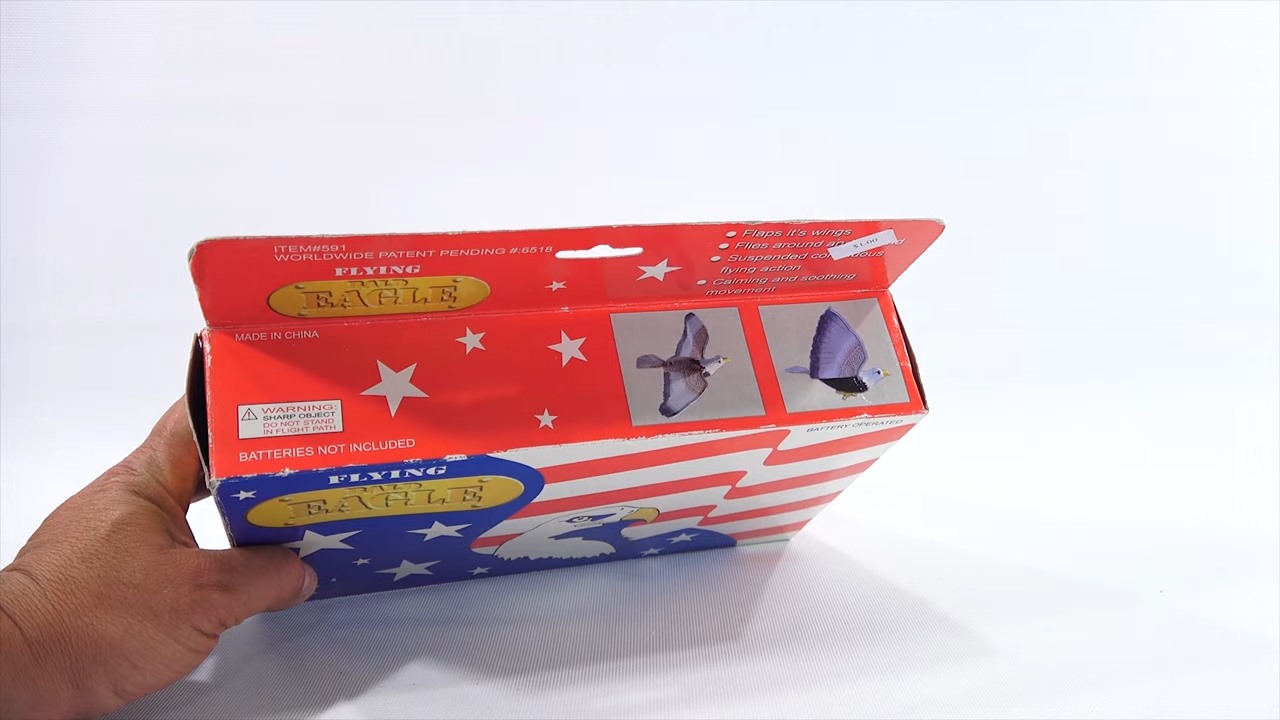 ITEM#591
WORLDWIDE PATENT PENDING #:6518
FLYING
BALD
EAGLE
Flaps it's wings
Flies around
$1.00
Suspended
flying action
Calming and soothing
movement
MADE IN CHINA
WARNING:
SHARP OBJECT
DO NOT STAND
IN FLIGHT PATH
BATTERIES NOT INCLUDED
BATTERY OPERATED
FLYING
BALD
EAGLE